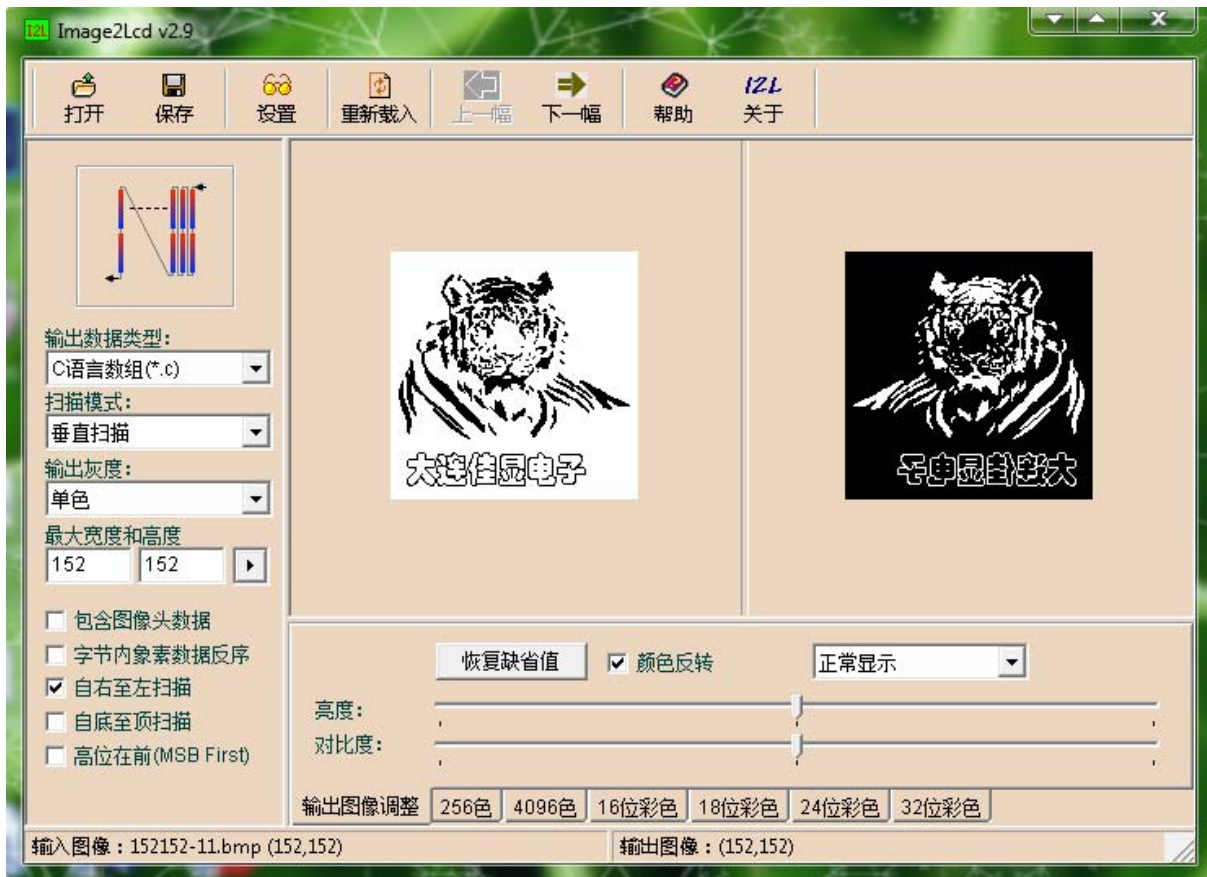 I2L Image2Lcd v2.9
打开 保存 设置 重新载入 上一幅 下一幅 帮助 I2L 关于
输出数据类型:
C语言数组(*.c)
扫描模式:
垂直扫描
输出灰度:
单色
最大宽度和高度
152 152
包含图像头数据
字节内象素数据反序
自右至左扫描
自底至顶扫描
高位在前(MSB First)
大连佳显电子
大连佳显电子
恢复缺省值 颜色反转 正常显示
亮度:
对比度:
输出图像调整 256色 4096色 16位彩色 18位彩色 24位彩色 32位彩色
输入图像:152152-11.bmp (152,152) 输出图像:(152,152)